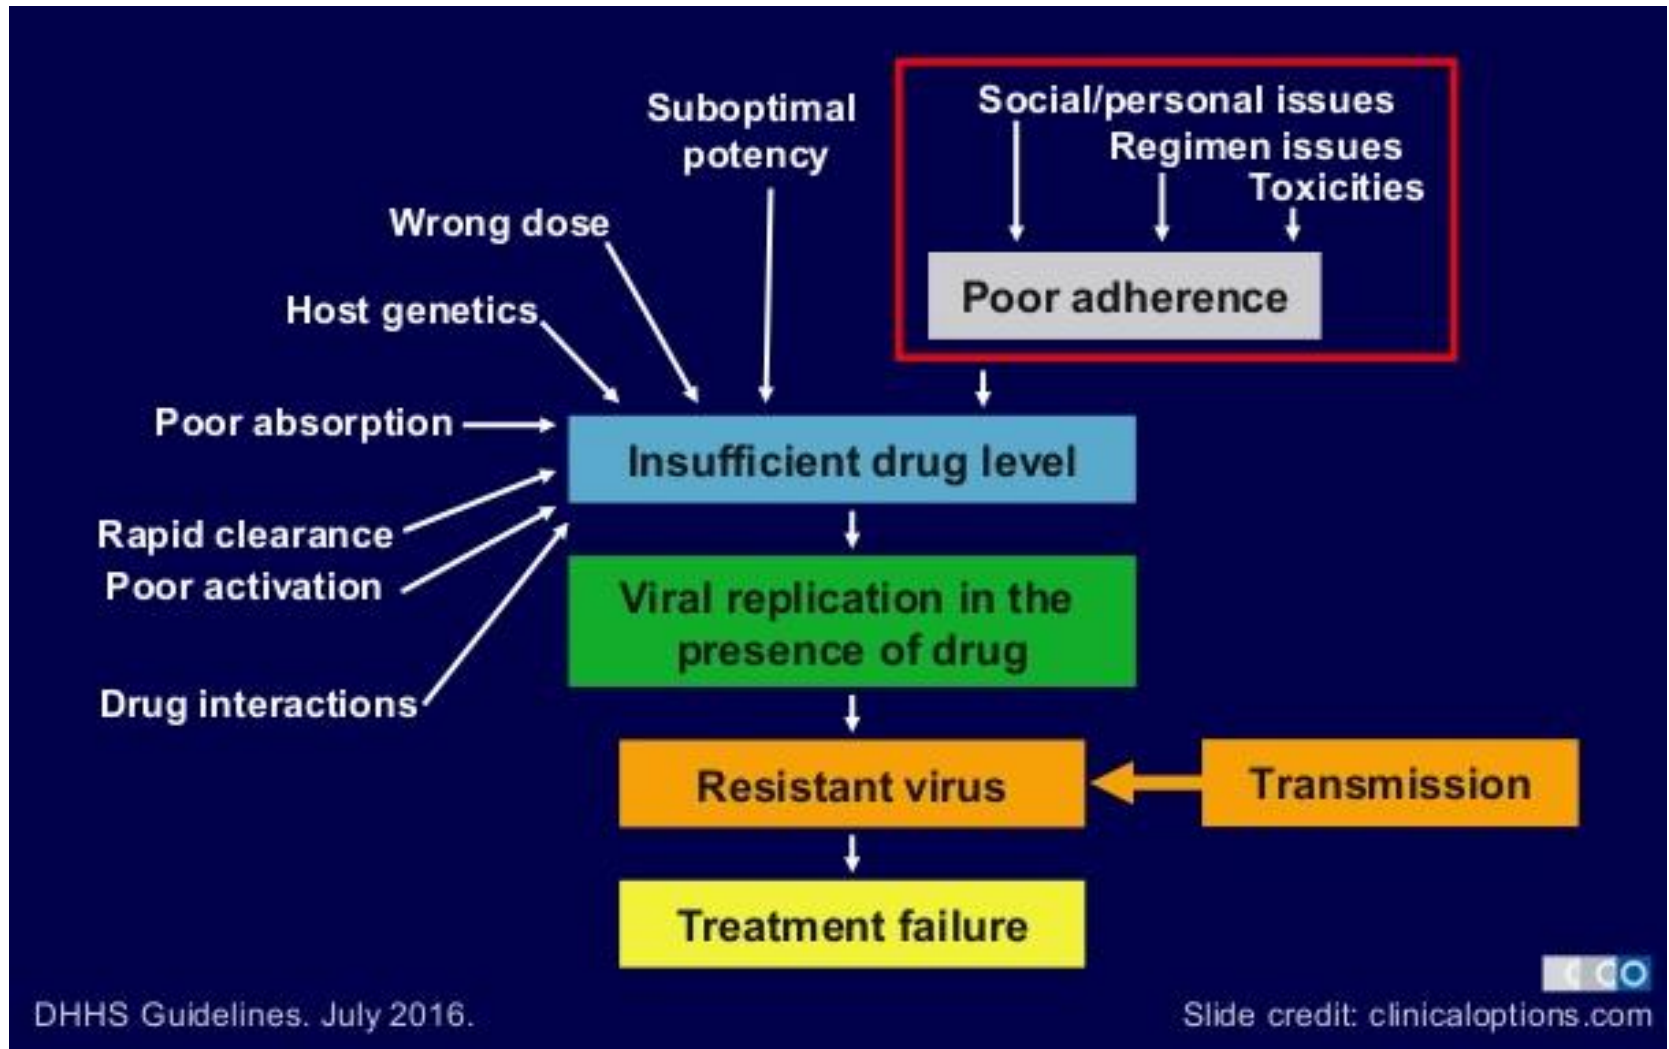 Suboptimal
potency
Social/personal issues
Regimen issues
Toxicities
Wrong dose
Host genetics
Poor adherence
Poor absorption
Insufficient drug level
Rapid clearance
Poor activation
Viral replication in the
presence of drug
Drug interactions
Resistant virus
Transmission
Treatment failure
CCO
DHHS Guidelines. July 2016.
Slide credit: clinicaloptions.com